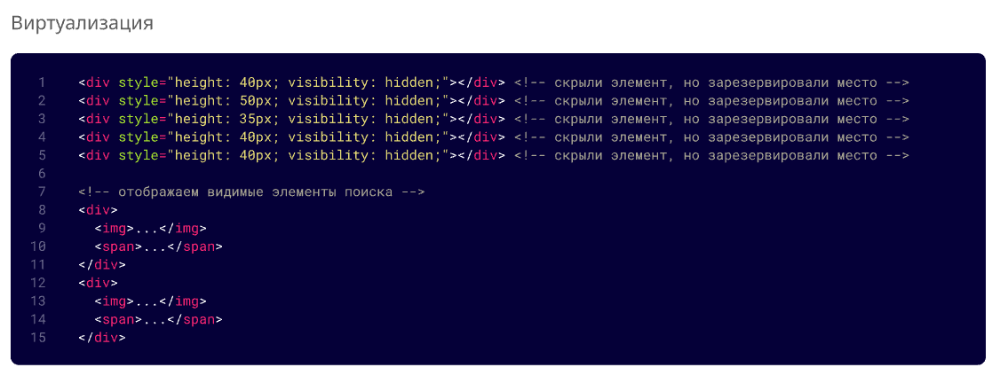 Виртуализация
1 <div style="height: 40px; visibility: hidden;"></div> <!-- скрыли элемент, но зарезервировали место -->
2 <div style="height: 50px; visibility: hidden;"></div> <!-- скрыли элемент, но зарезервировали место -->
3 <div style="height: 35px; visibility: hidden;"></div> <!-- скрыли элемент, но зарезервировали место -->
4 <div style="height: 40px; visibility: hidden;"></div> <!-- скрыли элемент, но зарезервировали место -->
5 <div style="height: 40px; visibility: hidden;"></div> <!-- скрыли элемент, но зарезервировали место -->
6
7 <!-- отображаем видимые элементы поиска -->
8 <div>
9   <img>...</img>
10   <span>...</span>
11 </div>
12 <div>
13   <img>...</img>
14   <span>...</span>
15 </div>